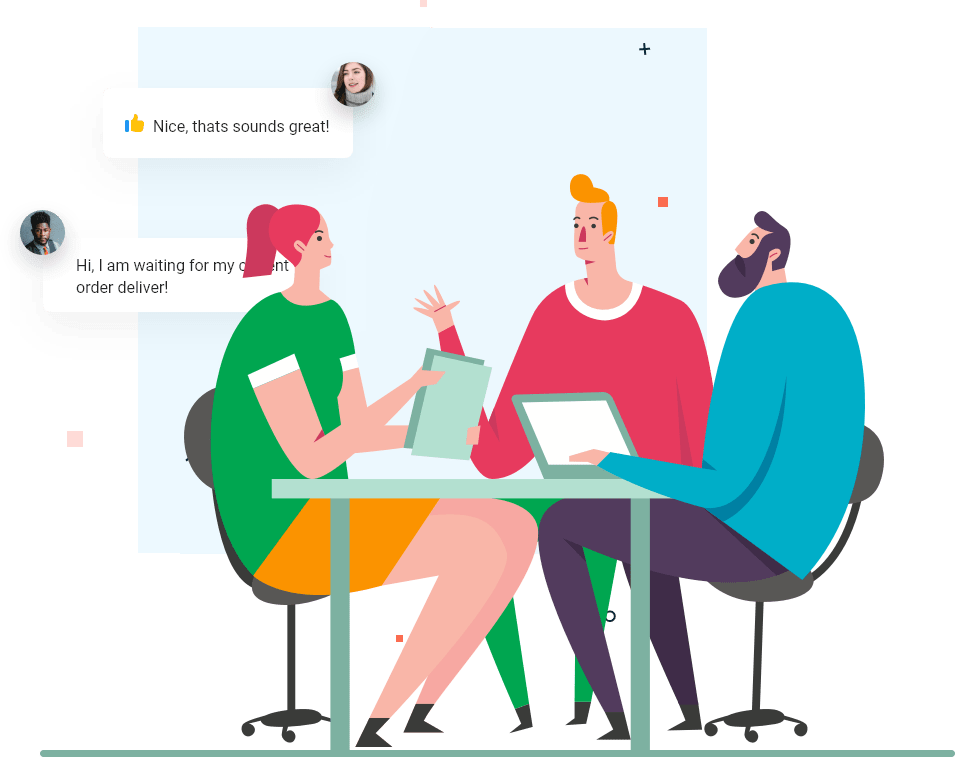 Nice, thats sounds great!
Hi, I am waiting for my
order deliver!